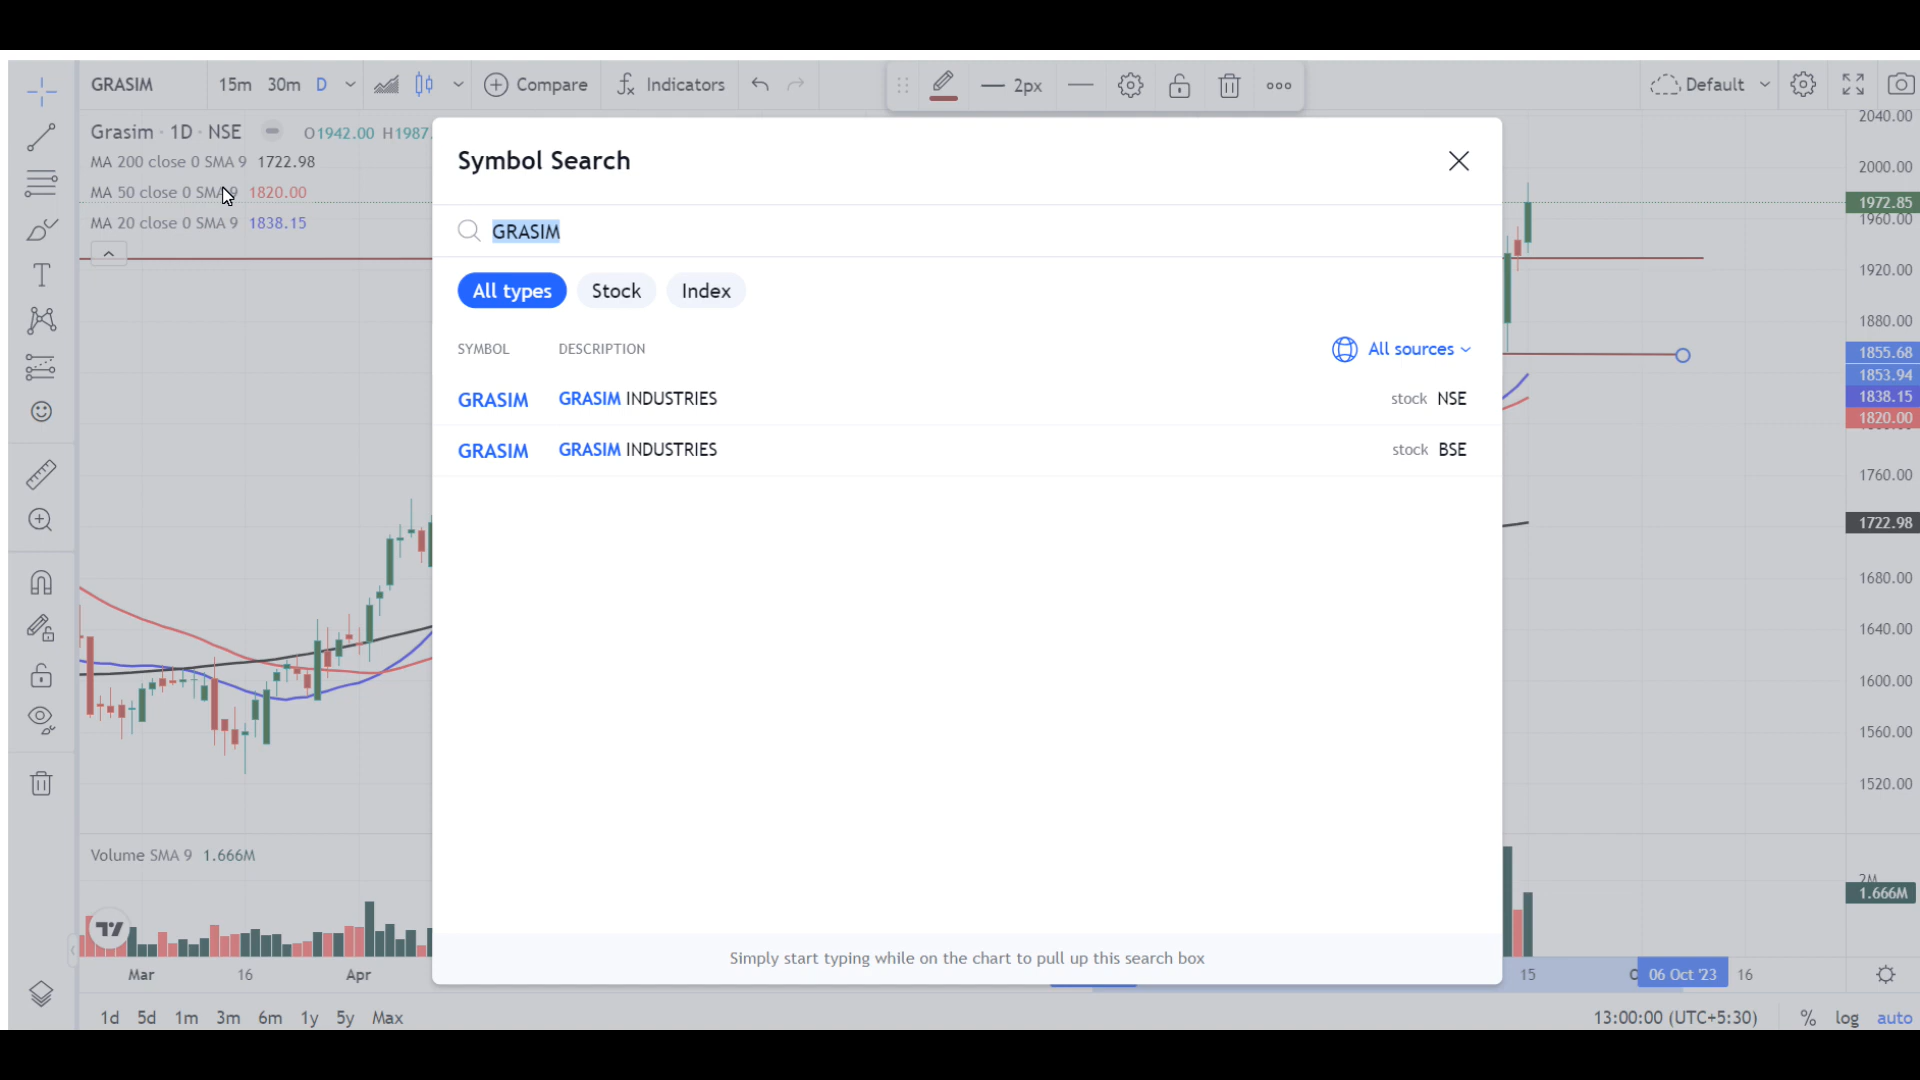 GRASIM 15m 30m D Compare Indicators 2px Default
Grasim · 1D · NSE O1942.00 H1987.
MA 200 close 0 SMA 9 1722.98
MA 50 close 0 SMA 9 1820.00
MA 20 close 0 SMA 9 1838.15
Symbol Search
GRASIM
All types Stock Index
SYMBOL DESCRIPTION All sources
GRASIM GRASIM INDUSTRIES stock NSE
GRASIM GRASIM INDUSTRIES stock BSE
Simply start typing while on the chart to pull up this search box
2040.00
2000.00
1972.85
1960.00
1920.00
1880.00
1855.68
1853.94
1838.15
1820.00
1760.00
1722.98
1680.00
1640.00
1600.00
1560.00
1520.00
Volume SMA 9 1.666M
2M
1.666M
Mar 16 Apr 15 06 Oct '23 16
1d 5d 1m 3m 6m 1y 5y Max 13:00:00 (UTC+5:30) % log auto